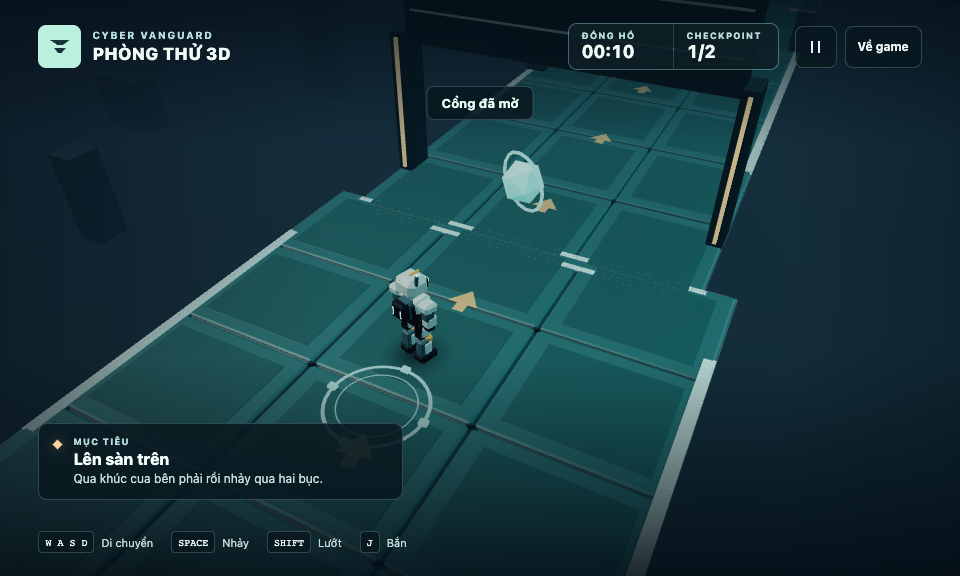 CYBER VANGUARD
PHÒNG THỬ 3D
ĐỒNG HỒ
00:10
CHECKPOINT
1/2
Về game
Cổng đã mở
MỤC TIÊU
Lên sàn trên
Qua khúc cua bên phải rồi nhảy qua hai bục.
W A S D Di chuyển SPACE Nhảy SHIFT Lướt J Bắn